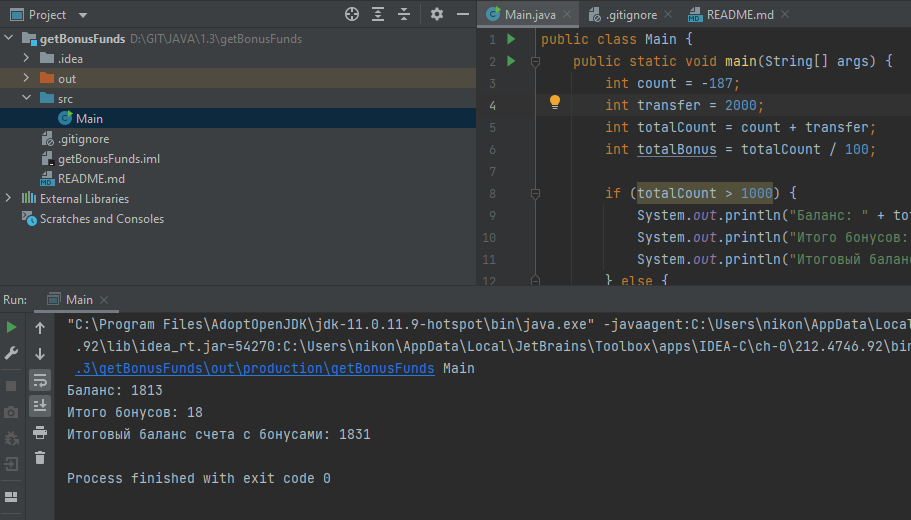 Project
getBonusFunds D:\GIT\JAVA\1.3\getBonusFunds
.idea
out
src
Main
.gitignore
getBonusFunds.iml
README.md
External Libraries
Scratches and Consoles
Main.java
.gitignore
README.md
1 public class Main {
2 public static void main(String[] args) {
3 int count = -187;
4 int transfer = 2000;
5 int totalCount = count + transfer;
6 int totalBonus = totalCount / 100;
7
8 if (totalCount > 1000) {
9 System.out.println("Баланс: " + to
10 System.out.println("Итого бонусов:
11 System.out.println("Итоговый балан
12 } else {
Run: Main
"C:\Program Files\AdoptOpenJDK\jdk-11.0.11.9-hotspot\bin\java.exe" -javaagent:C:\Users\nikon\AppData\Local
.92\lib\idea_rt.jar=54270:C:\Users\nikon\AppData\Local\JetBrains\Toolbox\apps\IDEA-C\ch-0\212.4746.92\bin
.3\getBonusFunds\out\production\getBonusFunds Main
Баланс: 1813
Итого бонусов: 18
Итоговый баланс счета с бонусами: 1831
Process finished with exit code 0